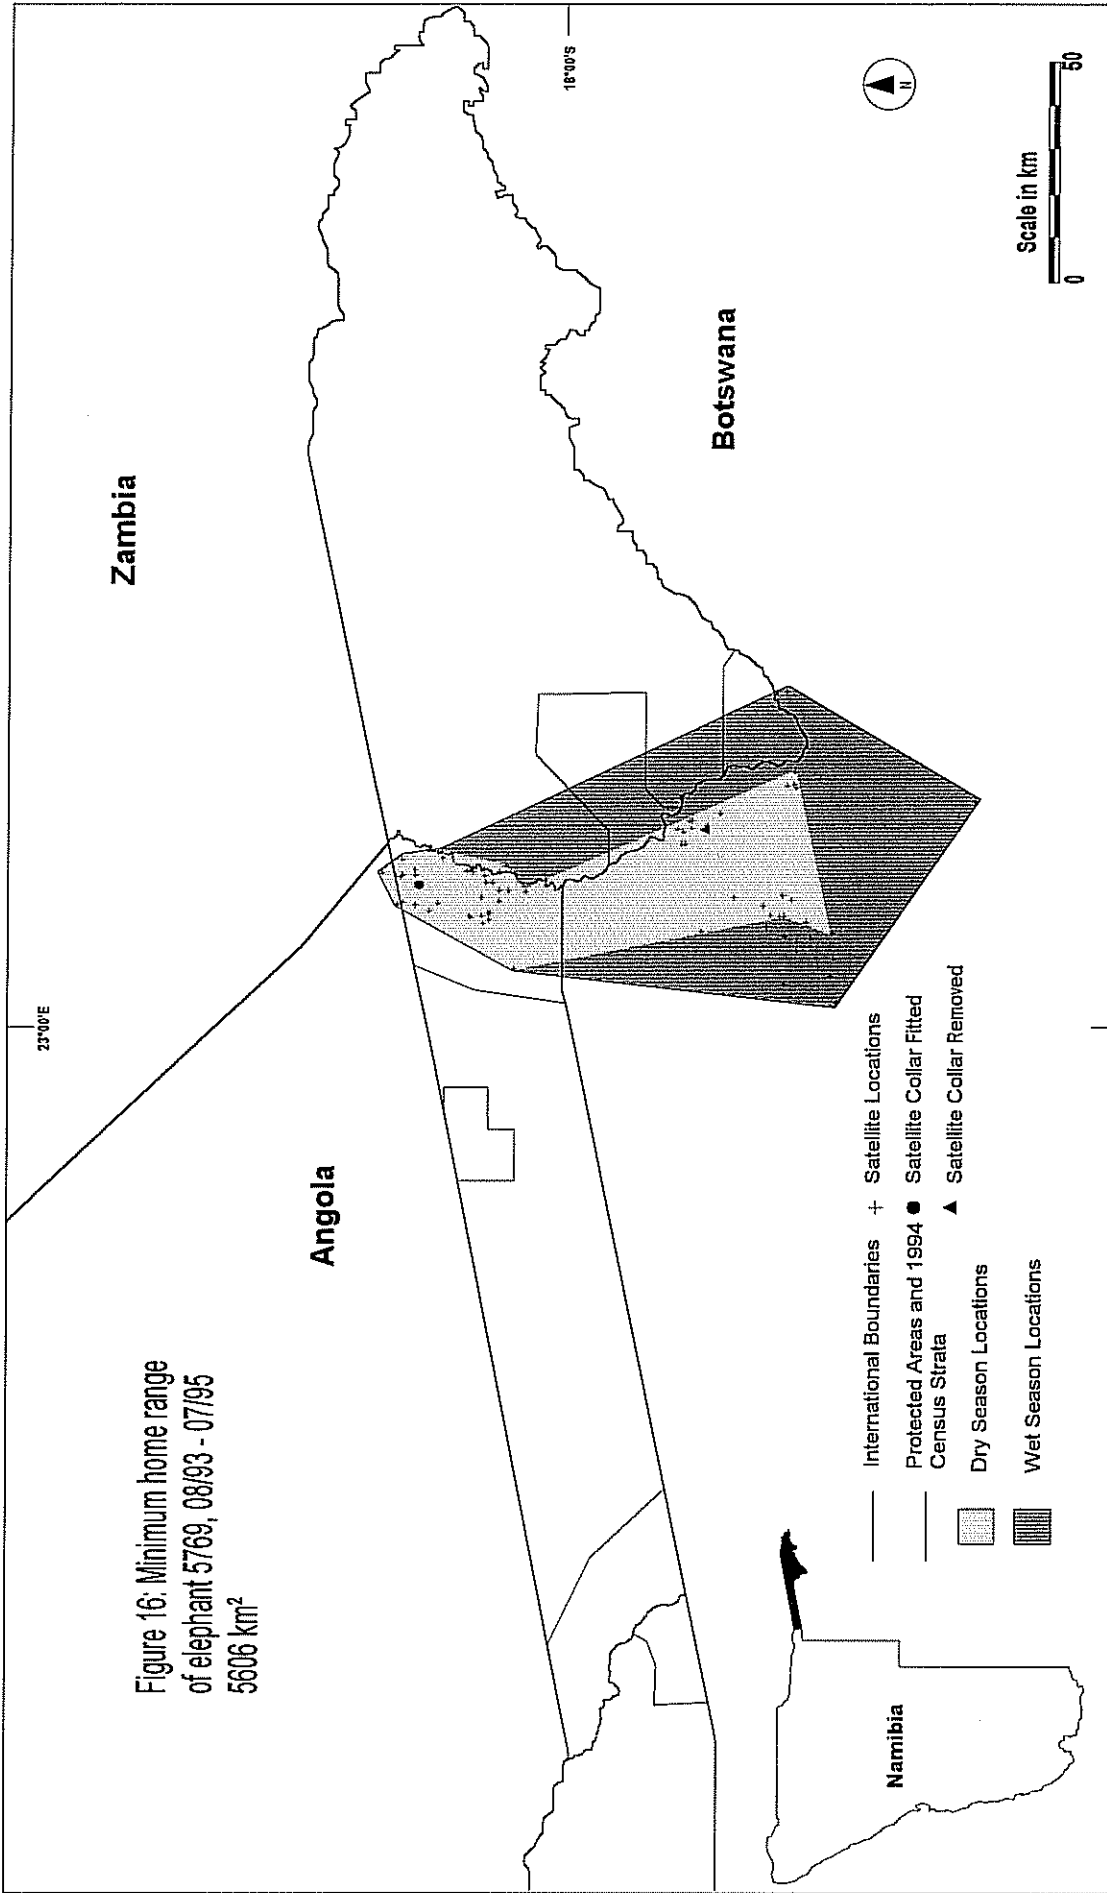 Figure 16: Minimum home range
of elephant 5769, 08/93 - 07/95
5606 km²
23°00'E
Zambia
Angola
18°00'S
Botswana
N
Scale in km
0
50
Namibia
International Boundaries
Protected Areas and 1994
Census Strata
Dry Season Locations
Wet Season Locations
Satellite Locations
Satellite Collar Fitted
Satellite Collar Removed